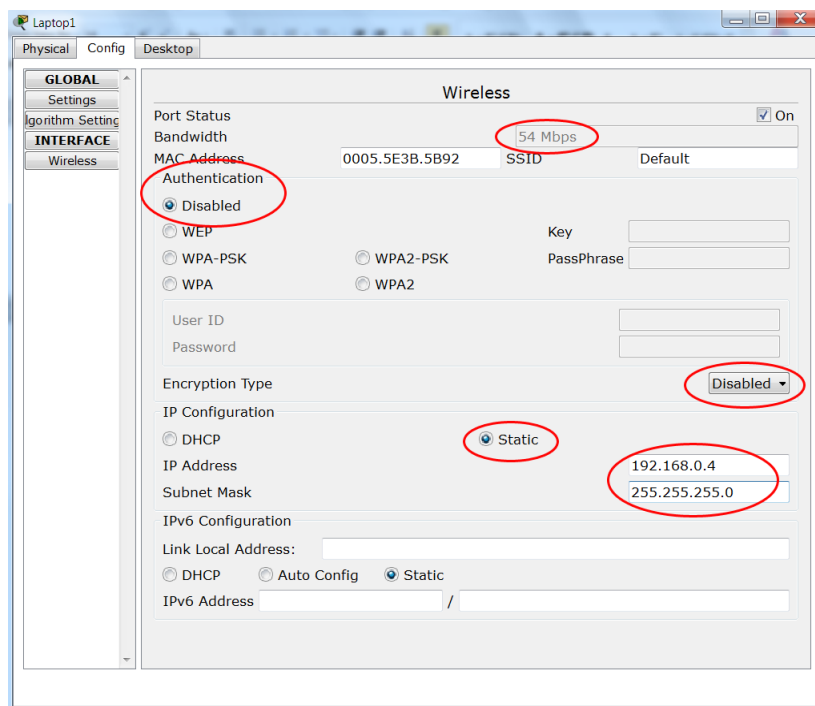 Laptop1
Physical Config Desktop
GLOBAL
Settings
lgorithm Setting
INTERFACE
Wireless
Wireless
Port Status On
Bandwidth 54 Mbps
MAC Address 0005.5E3B.5B92 SSID Default
Authentication
Disabled
WEP Key
WPA-PSK WPA2-PSK PassPhrase
WPA WPA2
User ID
Password
Encryption Type Disabled
IP Configuration
DHCP Static
IP Address 192.168.0.4
Subnet Mask 255.255.255.0
IPv6 Configuration
Link Local Address:
DHCP Auto Config Static
IPv6 Address /